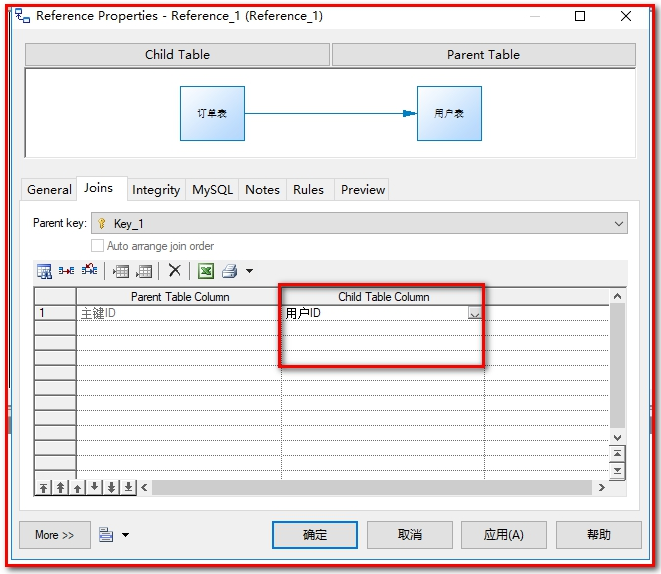 Reference Properties - Reference_1 (Reference_1)
Child Table Parent Table
订单表 用户表
General Joins Integrity MySQL Notes Rules Preview
Parent key: Key_1
Auto arrange join order
Parent Table Column Child Table Column
1 主键ID 用户ID
More >> 确定 取消 应用(A) 帮助